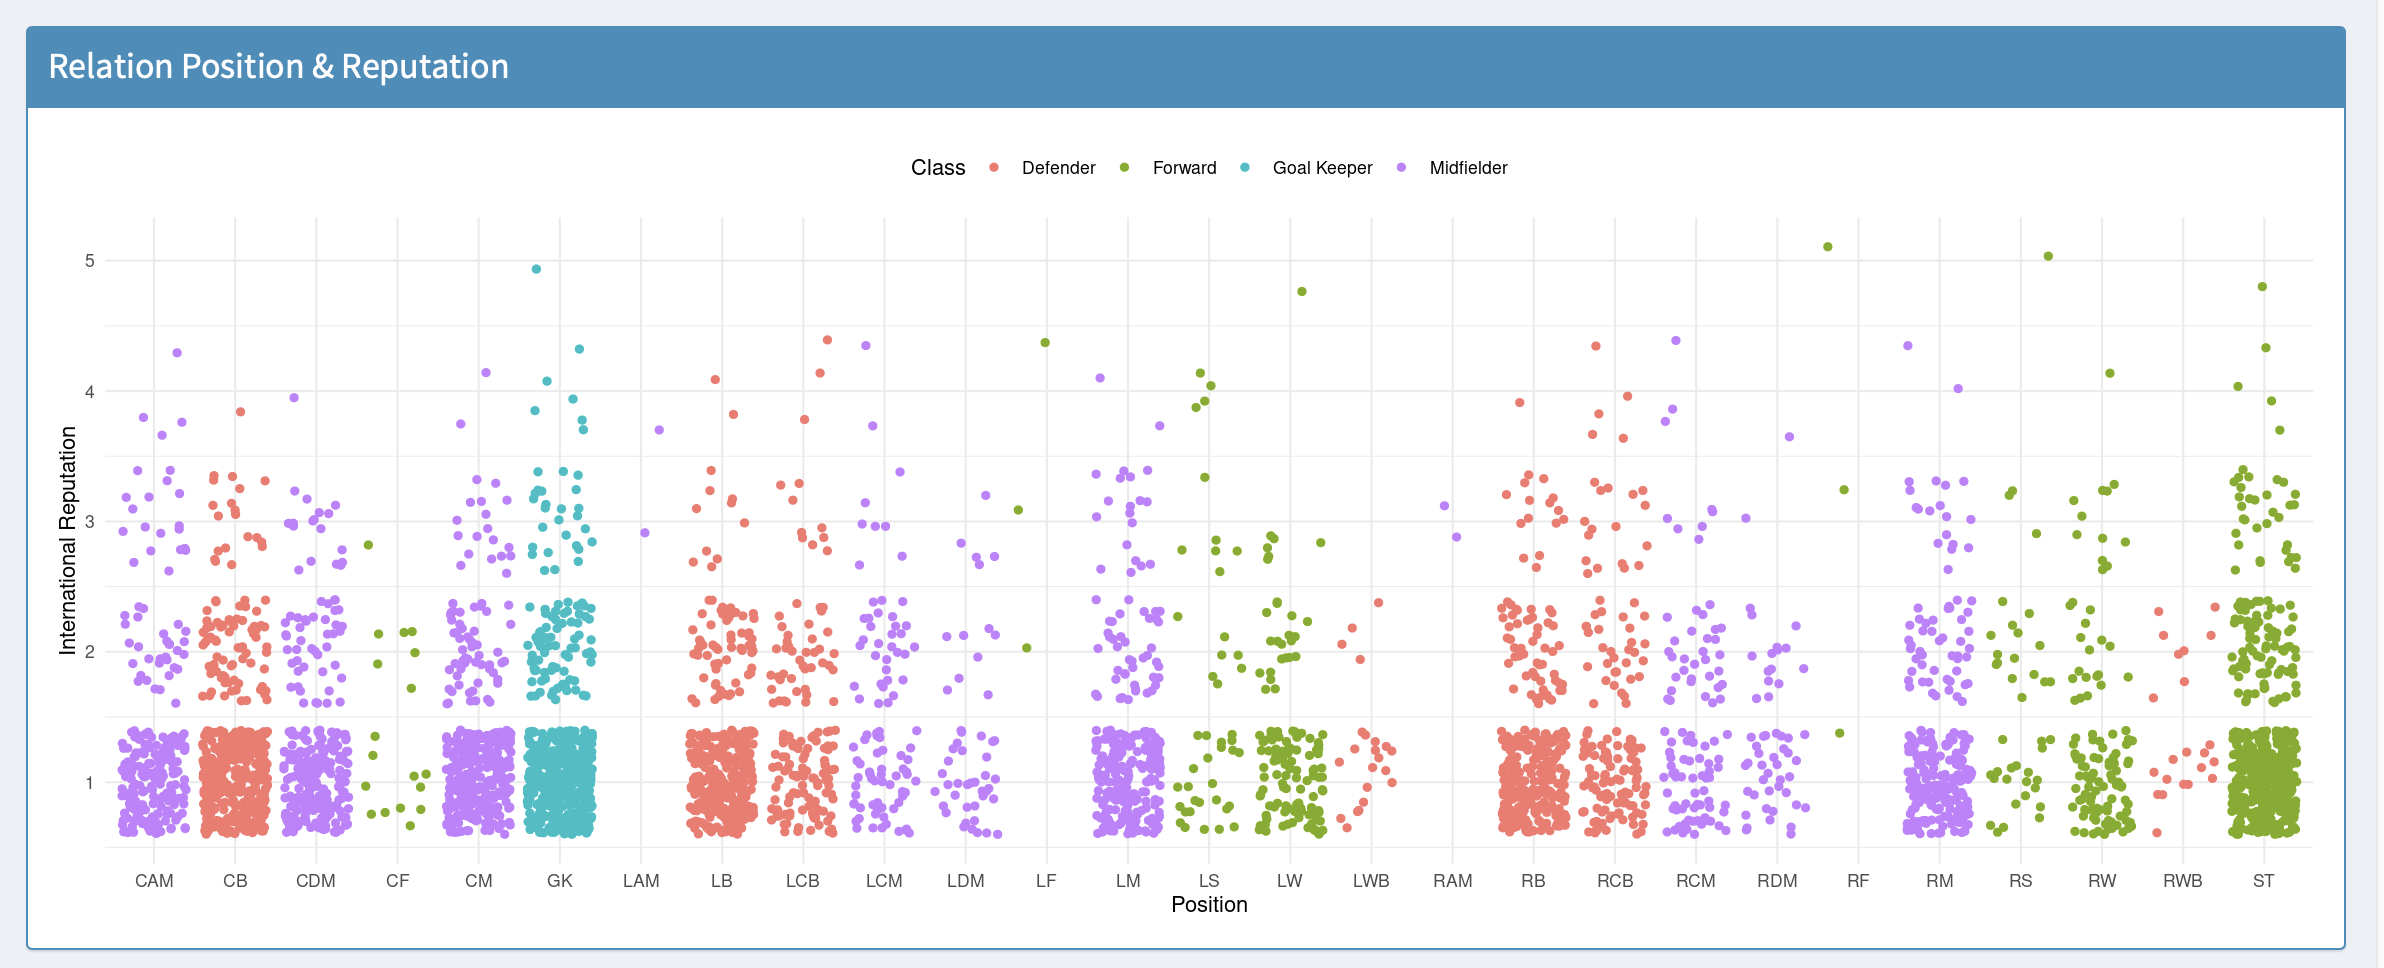 Relation Position & Reputation
Class Defender Forward Goal Keeper Midfielder
International Reputation
5
4
3
2
1
CAM CB CDM CF CM GK LAM LB LCB LCM LDM LF LM LS LW LWB RAM RB RCB RCM RDM RF RM RS RW RWB ST
Position